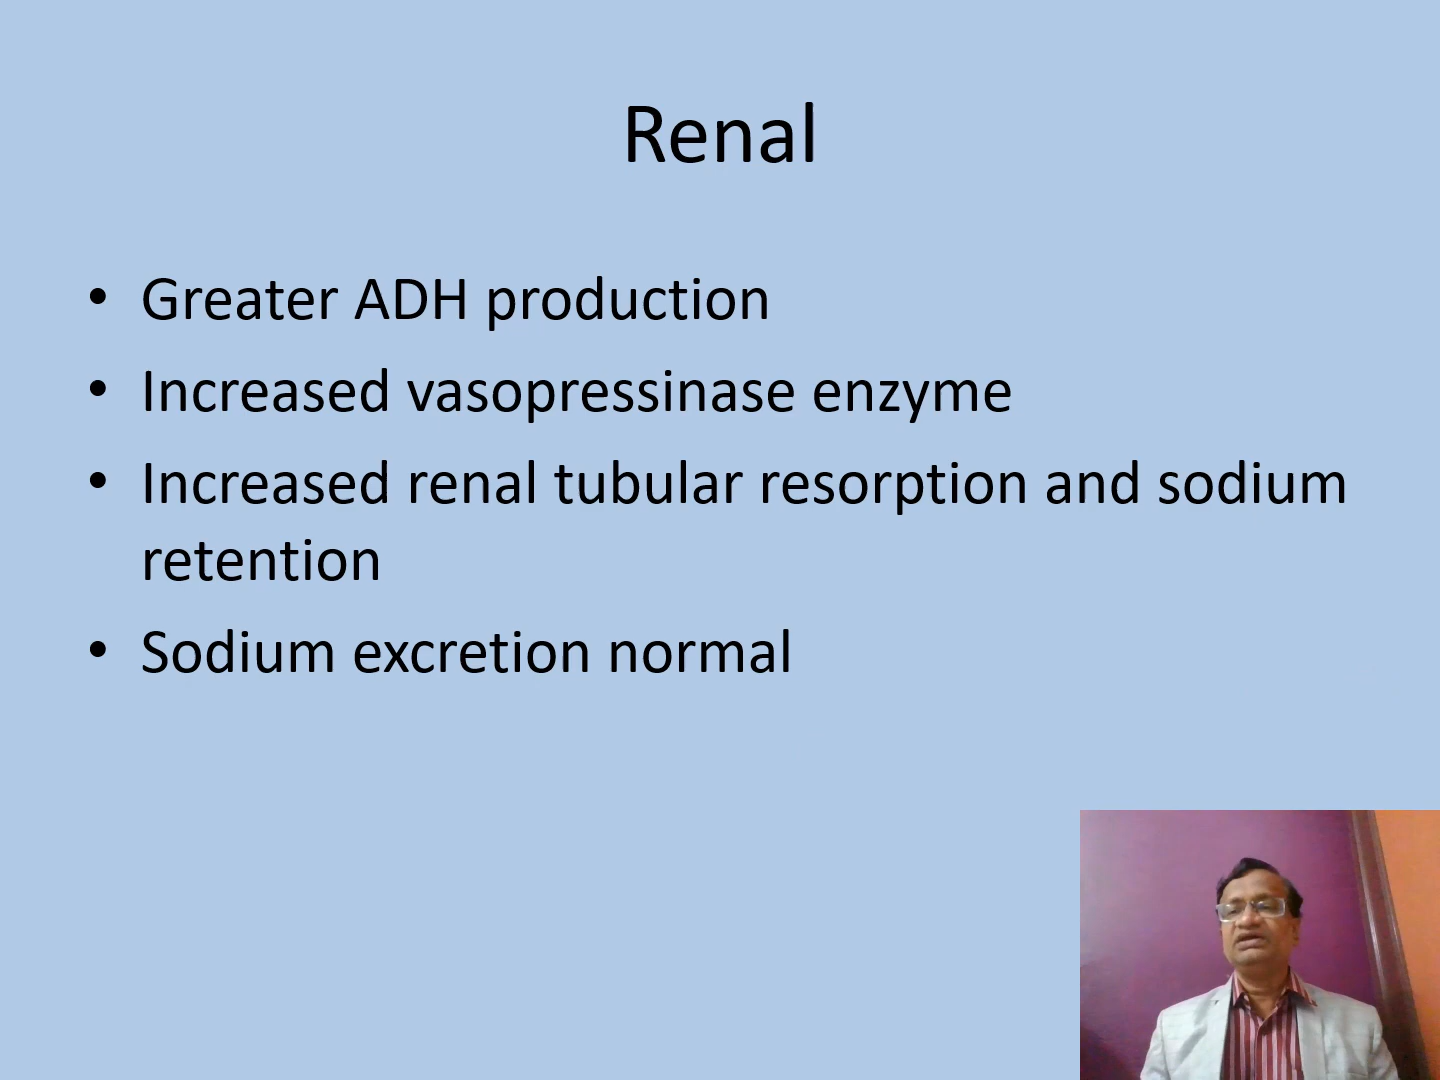 Renal
• Greater ADH production
• Increased vasopressinase enzyme
• Increased renal tubular resorption and sodium
retention
• Sodium excretion normal